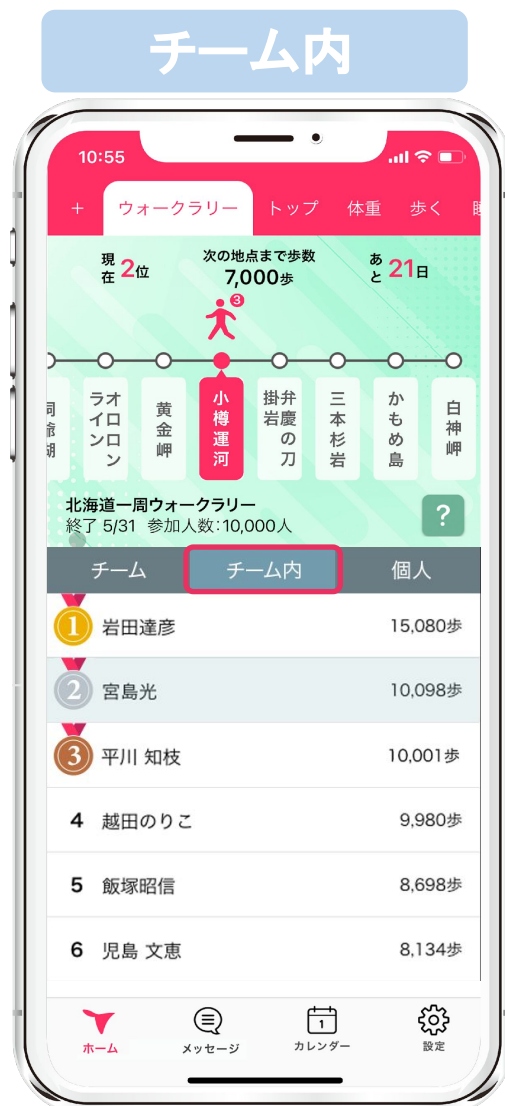 チーム内
10:55
+ ウォークラリー トップ 体重 歩く
現在 2位
次の地点まで歩数
7,000歩
あと 21日
3
オロロンライン
黄金岬
小樽運河
弁慶の刀掛岩
三本杉岩
かもめ島
白神岬
北海道一周ウォークラリー
終了 5/31 参加人数:10,000人
?
チーム チーム内 個人
1 岩田達彦 15,080歩
2 宮島光 10,098歩
3 平川 知枝 10,001歩
4 越田のりこ 9,980歩
5 飯塚昭信 8,698歩
6 児島 文恵 8,134歩
1
ホーム メッセージ カレンダー 設定